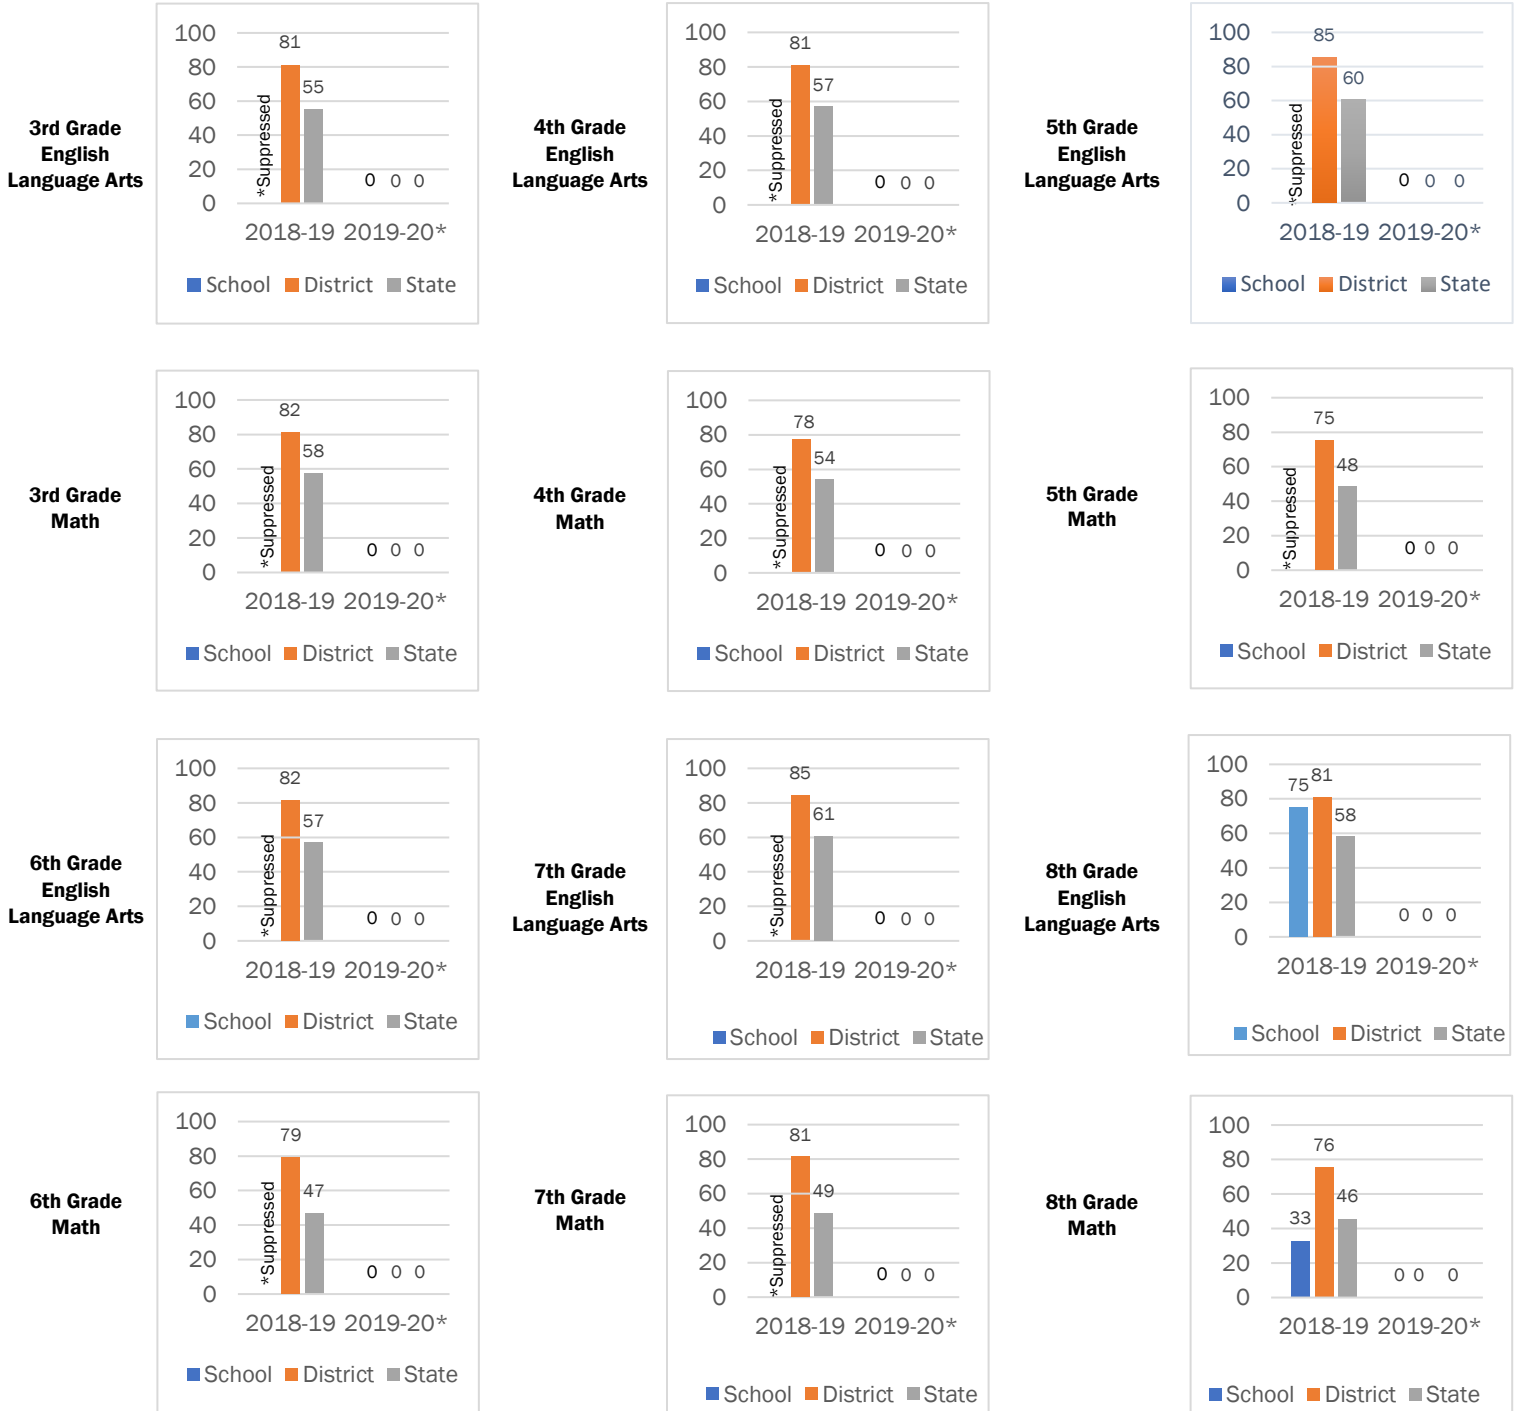 3rd Grade
English
Language Arts
100
80
60
40
20
0
81
55
*Suppressed
0 0 0
2018-19 2019-20*
School District State
4th Grade
English
Language Arts
100
80
60
40
20
0
81
57
*Suppressed
0 0 0
2018-19 2019-20*
School District State
5th Grade
English
Language Arts
100
80
60
40
20
0
85
60
*Suppressed
0 0 0
2018-19 2019-20*
School District State
3rd Grade
Math
100
80
60
40
20
0
82
58
*Suppressed
0 0 0
2018-19 2019-20*
School District State
4th Grade
Math
100
80
60
40
20
0
78
54
*Suppressed
0 0 0
2018-19 2019-20*
School District State
5th Grade
Math
100
80
60
40
20
0
75
48
*Suppressed
0 0 0
2018-19 2019-20*
School District State
6th Grade
English
Language Arts
100
80
60
40
20
0
82
57
*Suppressed
0 0 0
2018-19 2019-20*
School District State
7th Grade
English
Language Arts
100
80
60
40
20
0
85
61
*Suppressed
0 0 0
2018-19 2019-20*
School District State
8th Grade
English
Language Arts
100
80
60
40
20
0
75
81
58
0 0 0
2018-19 2019-20*
School District State
6th Grade
Math
100
80
60
40
20
0
79
47
*Suppressed
0 0 0
2018-19 2019-20*
School District State
7th Grade
Math
100
80
60
40
20
0
81
49
*Suppressed
0 0 0
2018-19 2019-20*
School District State
8th Grade
Math
100
80
60
40
20
0
33
76
46
0 0 0
2018-19 2019-20*
School District State